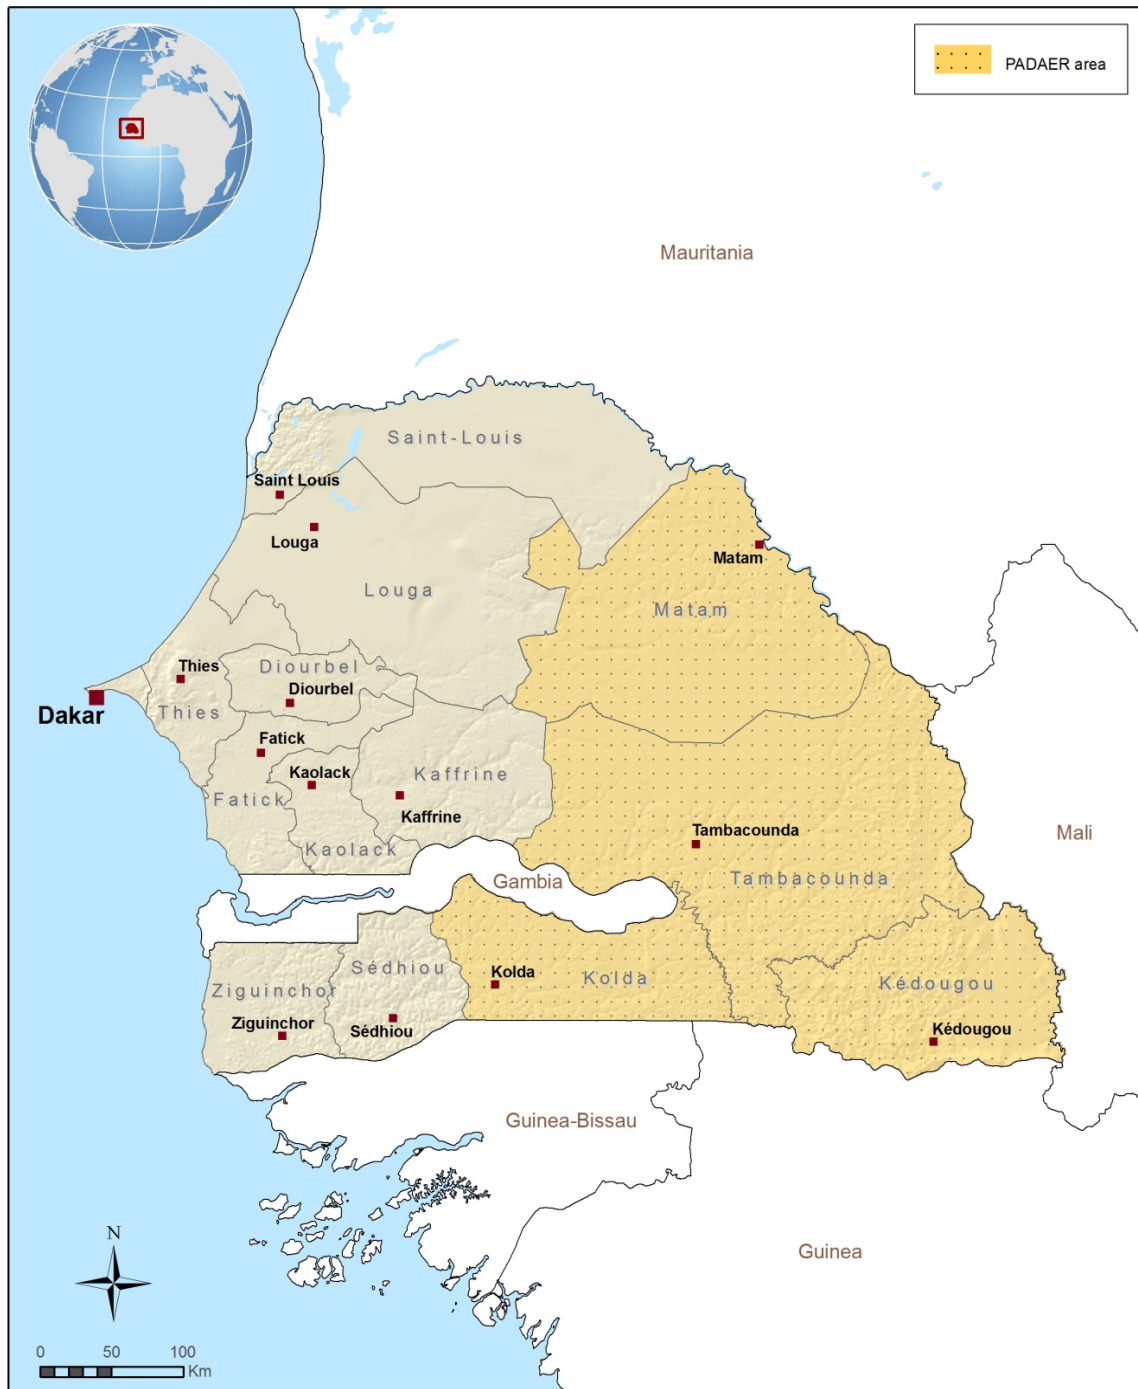 PADAER area
Mauritania
Saint-Louis
Saint Louis
Louga
Louga
Matam
Matam
Thies
Diourbel
Diourbel
Dakar
Thies
Fatick
Kaolack
Kaffrine
Fatick
Kaffrine
Kaolack
Tambacounda
Mali
Gambia
Tambacounda
Sédhiou
Kolda
Kolda
Kédougou
Ziguinchor
Ziguinchor
Sédhiou
Kédougou
Guinea-Bissau
Guinea
N
0 50 100
Km